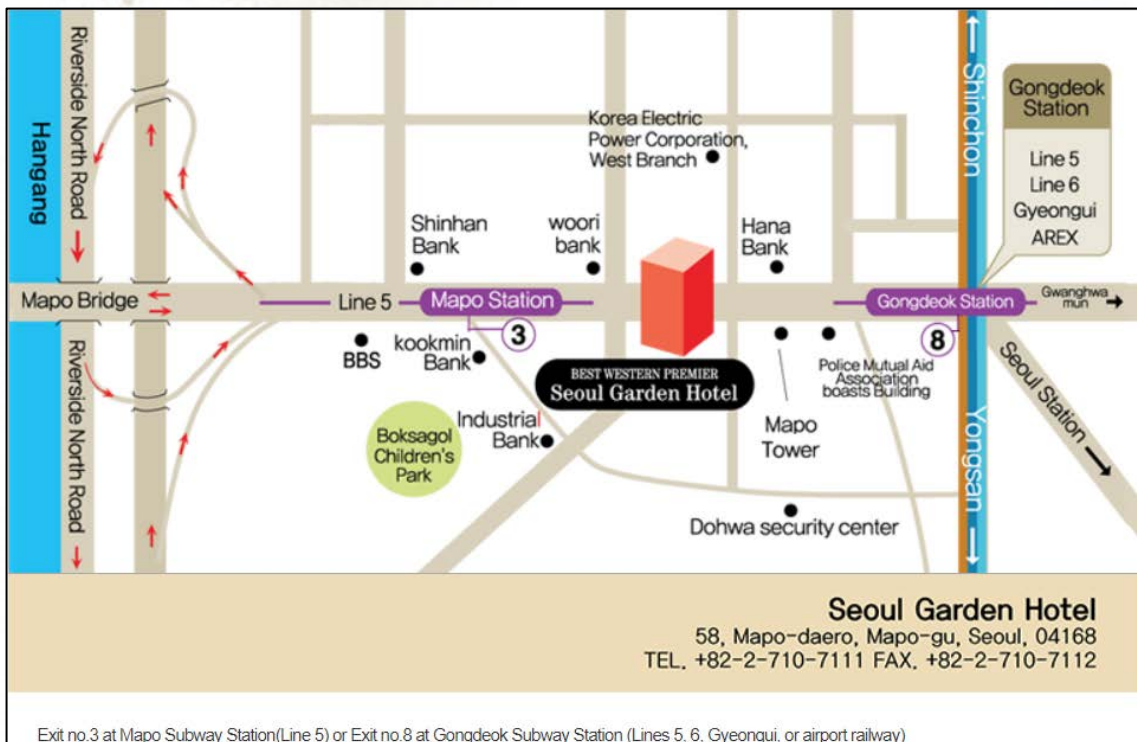 Hangang
Riverside North Road
Riverside North Road
Mapo Bridge
Line 5
Mapo Station
3
Shinhan
Bank
woori
bank
Korea Electric
Power Corporation,
West Branch
Hana
Bank
BBS
kookmin
Bank
Industrial
Bank
Boksagol
Children's
Park
BEST WESTERN PREMIER
Seoul Garden Hotel
Mapo
Tower
Police Mutual Aid
Association
boasts Building
Dohwa security center
Gongdeok Station
8
Shinchon
Yongsan
Gongdeok
Station
Line 5
Line 6
Gyeongui
AREX
Gwanghwa
mun
Seoul Station
Seoul Garden Hotel
58, Mapo-daero, Mapo-gu, Seoul, 04168
TEL. +82-2-710-7111 FAX. +82-2-710-7112
Exit no.3 at Mapo Subway Station(Line 5) or Exit no.8 at Gongdeok Subway Station (Lines 5, 6, Gyeongui, or airport railway)